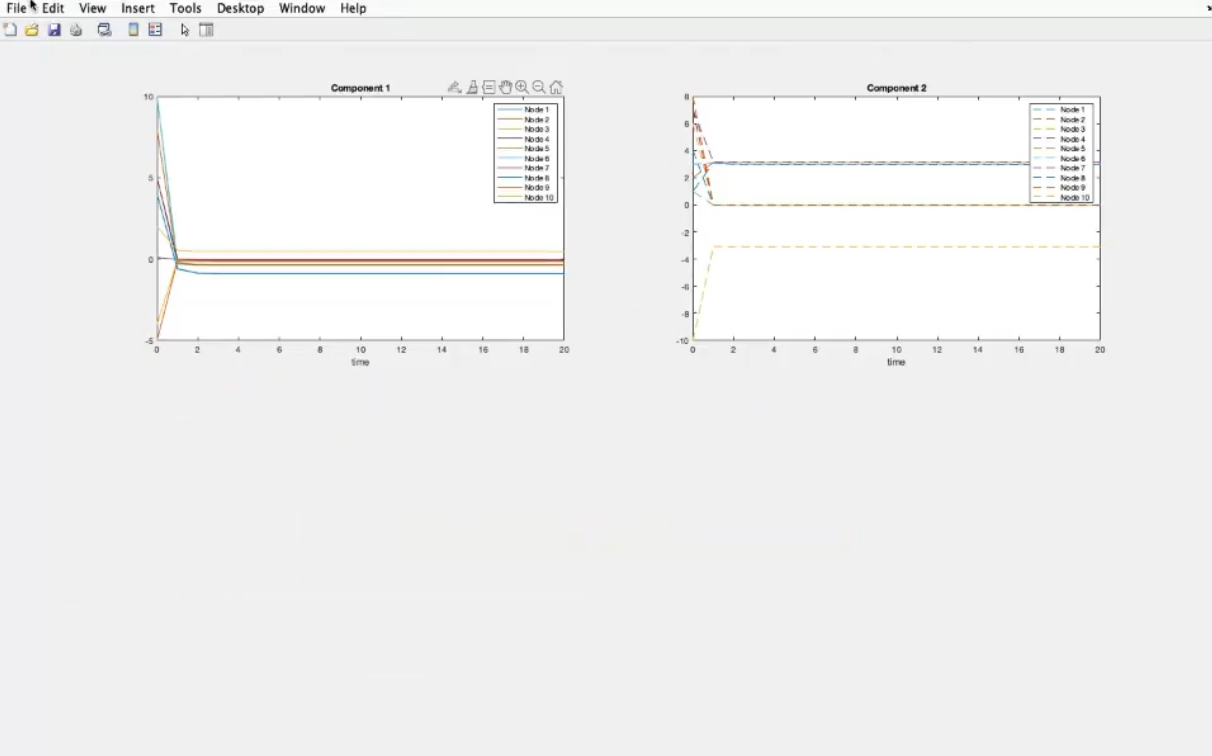 File Edit View Insert Tools Desktop Window Help
Component 1
10
5
0
-5
0 2 4 6 8 10 12 14 16 18 20
time
Node 1
Node 2
Node 3
Node 4
Node 5
Node 6
Node 7
Node 8
Node 9
Node 10
Component 2
8
6
4
2
0
-2
-4
-6
-8
-10
0 2 4 6 8 10 12 14 16 18 20
time
Node 1
Node 2
Node 3
Node 4
Node 5
Node 6
Node 7
Node 8
Node 9
Node 10